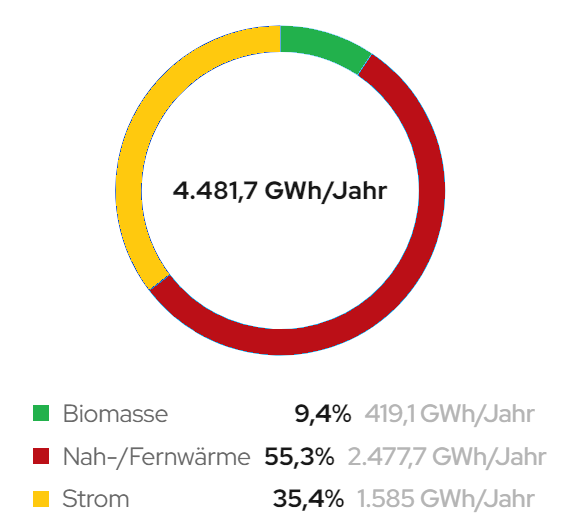 4.481,7 GWh/Jahr
Biomasse 9,4% 419,1 GWh/Jahr
Nah-/Fernwärme 55,3% 2.477,7 GWh/Jahr
Strom 35,4% 1.585 GWh/Jahr